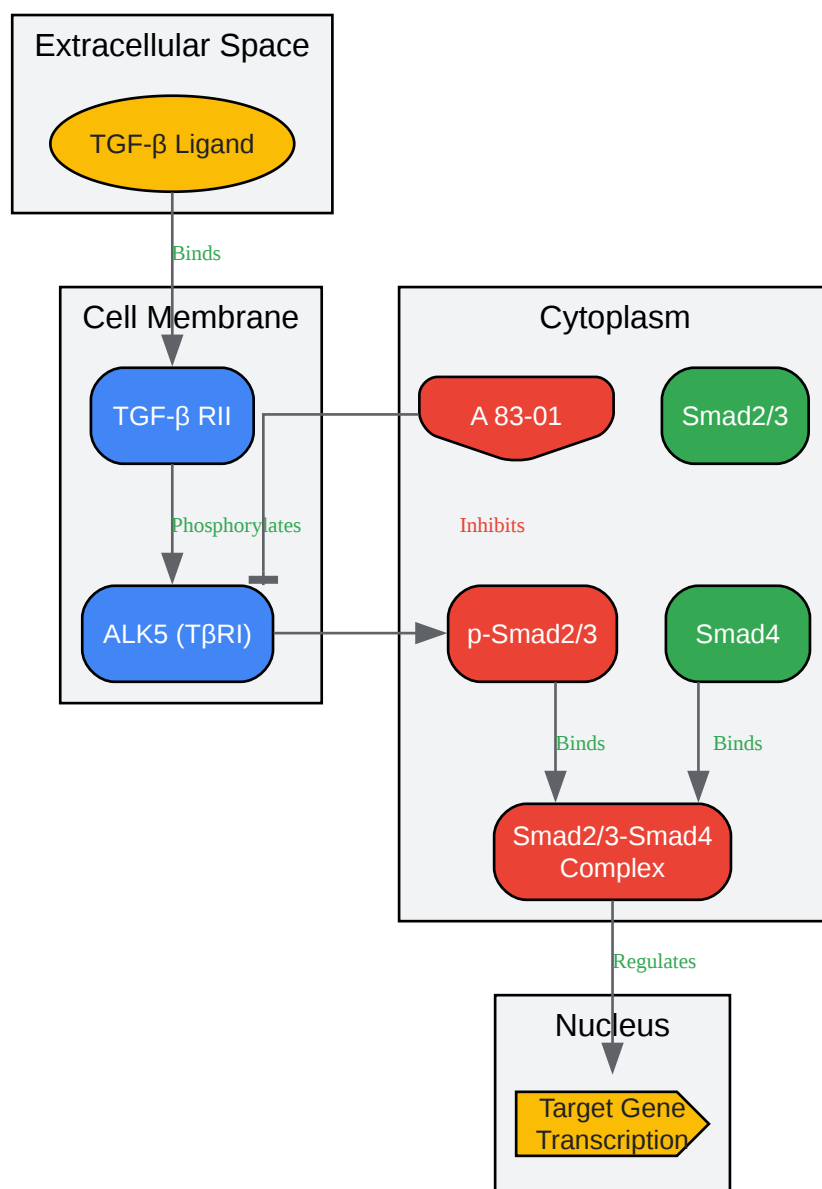 Extracellular Space
TGF-β Ligand
Binds
Cell Membrane
Cytoplasm
TGF-β RII
A 83-01
Smad2/3
Phosphorylates
Inhibits
ALK5 (TβRI)
p-Smad2/3
Smad4
Binds
Binds
Smad2/3-Smad4
Complex
Regulates
Nucleus
Target Gene
Transcription